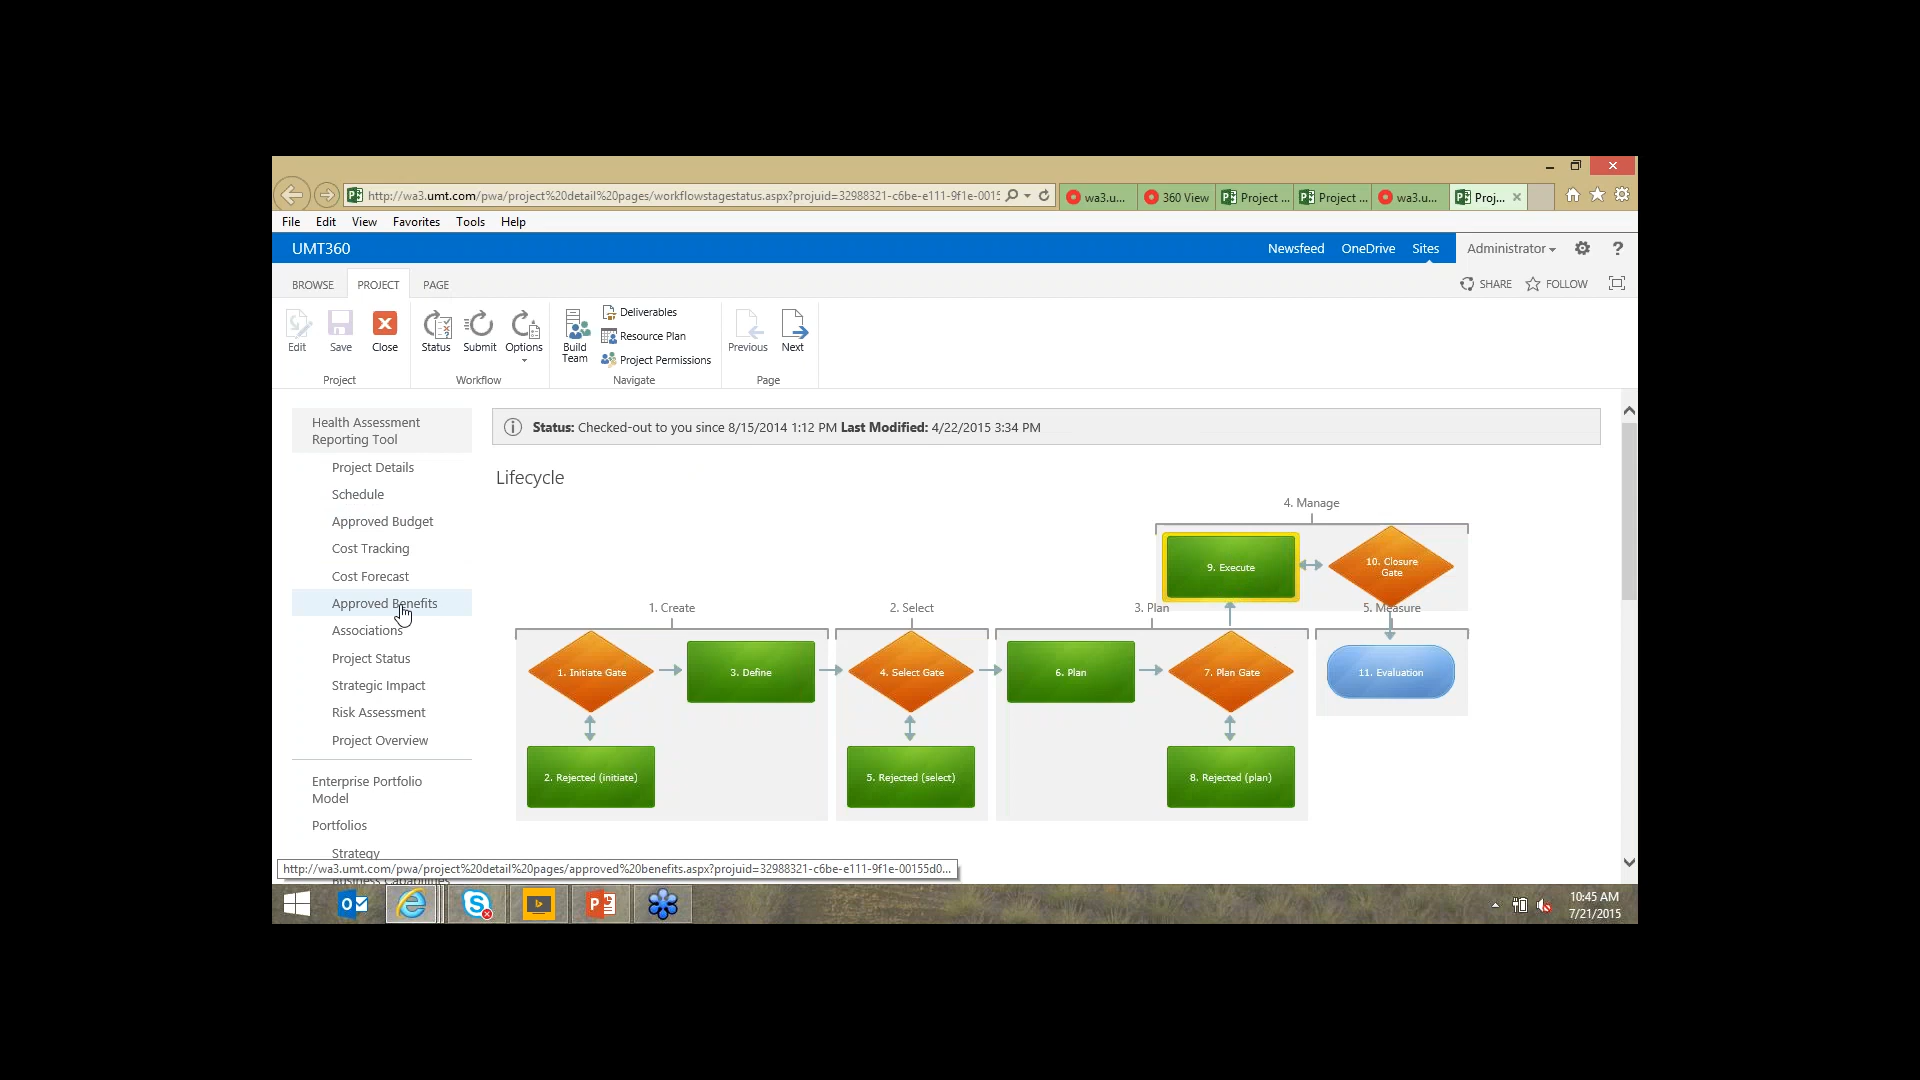 http://wa3.umt.com/pwa/project%20detail%20pages/workflowstagestatus.aspx?projuid=32988321-c6be-e111-9f1e-0015
wa3.u...
360 View
Project ...
Project ...
wa3.u...
Proj...
File Edit View Favorites Tools Help
UMT360
Newsfeed OneDrive Sites
Administrator
?
BROWSE PROJECT PAGE
SHARE FOLLOW
Edit
Save
Close
Project
Status
Submit
Options
Workflow
Build
Team
Deliverables
Resource Plan
Project Permissions
Navigate
Previous
Next
Page
Health Assessment
Reporting Tool
Project Details
Schedule
Approved Budget
Cost Tracking
Cost Forecast
Approved Benefits
Associations
Project Status
Strategic Impact
Risk Assessment
Project Overview
Enterprise Portfolio
Model
Portfolios
Strategy
Business Capabilities
Status: Checked-out to you since 8/15/2014 1:12 PM Last Modified: 4/22/2015 3:34 PM
Lifecycle
4. Manage
9. Execute
10. Closure
Gate
1. Create
2. Select
3. Plan
5. Measure
1. Initiate Gate
3. Define
4. Select Gate
6. Plan
7. Plan Gate
11. Evaluation
2. Rejected (initiate)
5. Rejected (select)
8. Rejected (plan)
http://wa3.umt.com/pwa/project%20detail%20pages/approved%20benefits.aspx?projuid=32988321-c6be-e111-9f1e-00155d0...
10:45 AM
7/21/2015